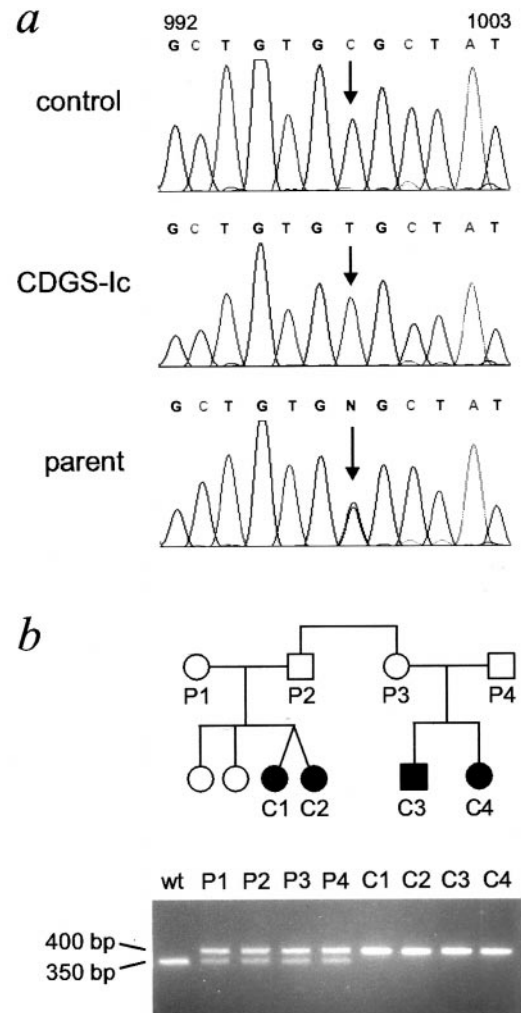 a
992 1003
G C T G T G C G C T A T
control
G C T G T G T G C T A T
CDGS-Ic
G C T G T G N G C T A T
parent
b
P1 P2 P3 P4
C1 C2 C3 C4
wt P1 P2 P3 P4 C1 C2 C3 C4
400 bp
350 bp